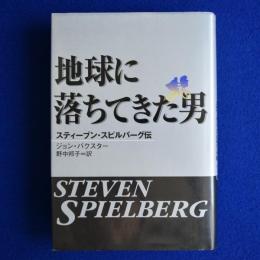 地球に
落ちてきた男
スティーブン・スピルバーグ伝
ジョン・バクスター
野中邦子=訳
STEVEN
SPIELBERG